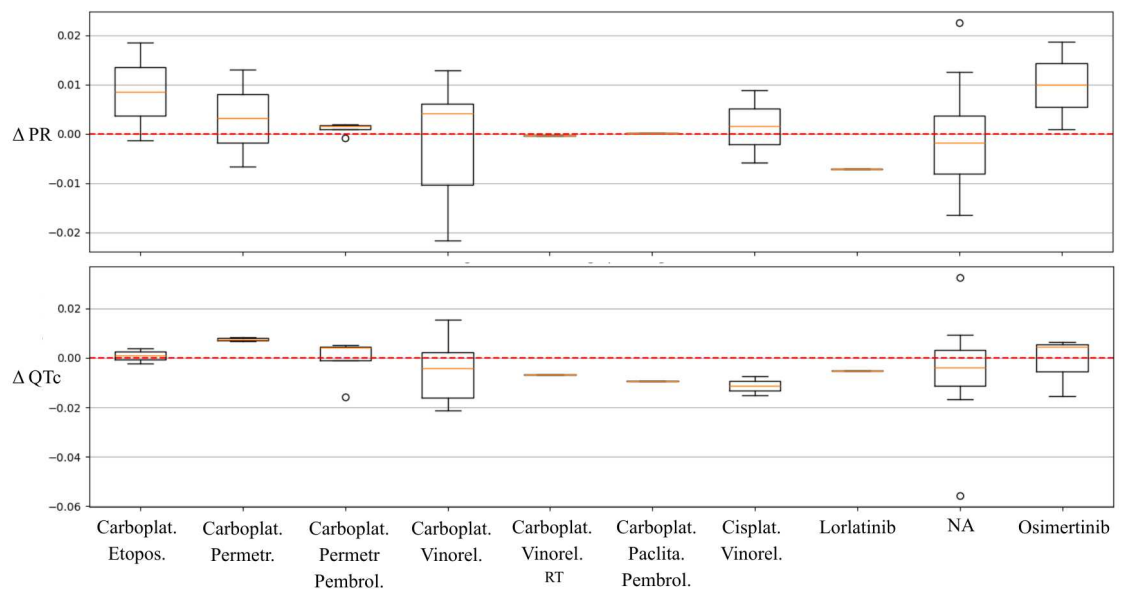 0.02
0.01
Δ PR
0.00
−0.01
−0.02
0.02
0.00
Δ QTc
−0.02
−0.04
−0.06
Carboplat. Etopos.
Carboplat. Permetr.
Carboplat. Permetr Pembrol.
Carboplat. Vinorel.
Carboplat. Vinorel. RT
Carboplat. Paclita. Pembrol.
Cisplat. Vinorel.
Lorlatinib
NA
Osimertinib